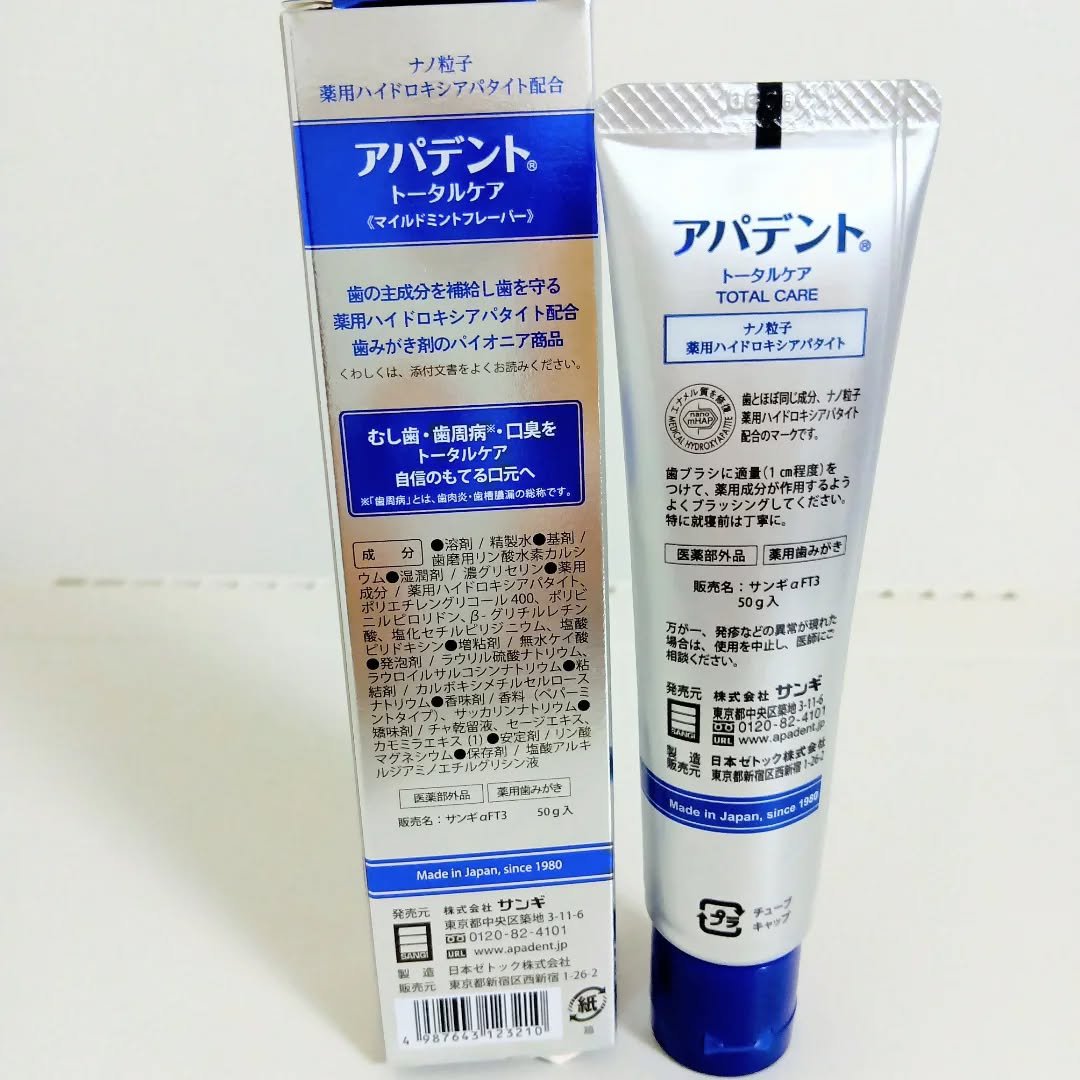 ナノ粒子
薬用ハイドロキシアパタイト配合
アパデント®
トータルケア
《マイルドミントフレーバー》
歯の主成分を補給し歯を守る
薬用ハイドロキシアパタイト配合
歯みがき剤のパイオニア商品
くわしくは、添付文書をよくお読みください。
むし歯・歯周病※・口臭を
トータルケア
自信のもてる口元へ
※「歯周病」とは、歯肉炎・歯槽膿漏の総称です。
成 分 ●溶剤 / 精製水●基剤 /
歯磨用リン酸水素カルシ
ウム●湿潤剤 / 濃グリセリン●薬用
成分 / 薬用ハイドロキシアパタイト、
ポリエチレングリコール400、ポリビ
ニルピロリドン、β-グリチルレチン
酸、塩化セチルピリジニウム、塩酸
ピリドキシン●増粘剤 / 無水ケイ酸
●発泡剤 / ラウリル硫酸ナトリウム、
ラウロイルサルコシンナトリウム●粘
結剤 / カルボキシメチルセルロース
ナトリウム●香味剤 / 香料（ペパーミ
ントタイプ）、サッカリンナトリウム●
矯味剤 / チャ乾留液、セージエキス、
カモミラエキス (1) ●安定剤 / リン酸
マグネシウム●保存剤 / 塩酸アルキ
ルジアミノエチルグリシン液
医薬部外品 薬用歯みがき
販売名：サンギαFT3 50g入
Made in Japan, since 1980
発売元 株式会社 サンギ
東京都中央区築地 3-11-6
0120-82-4101
SANGI URL www.apadent.jp
製 造 日本ゼトック株式会社
販売元 東京都新宿区西新宿 1-26-2
4 987643 123210
紙
箱
アパデント®
トータルケア
TOTAL CARE
ナノ粒子
薬用ハイドロキシアパタイト
エナメル質を修復
nano
mHAP
MEDICAL HYDROXYAPATITE
歯とほぼ同じ成分、ナノ粒子
薬用ハイドロキシアパタイト
配合のマークです。
歯ブラシに適量(1㎝程度)を
つけて、薬用成分が作用するよう
よくブラッシングしてください。
特に就寝前は丁寧に。
医薬部外品 薬用歯みがき
販売名：サンギαFT3
50g入
万が一、発疹などの異常が現れた
場合は、使用を中止し、医師にご
相談ください。
発売元 株式会社 サンギ
東京都中央区築地 3-11-6
0120-82-4101
SANGI URL www.apadent.jp
製 造 日本ゼトック株式会社
販売元 東京都新宿区西新宿 1-26-2
Made in Japan, since 1980
プラ
チューブ
キャップ